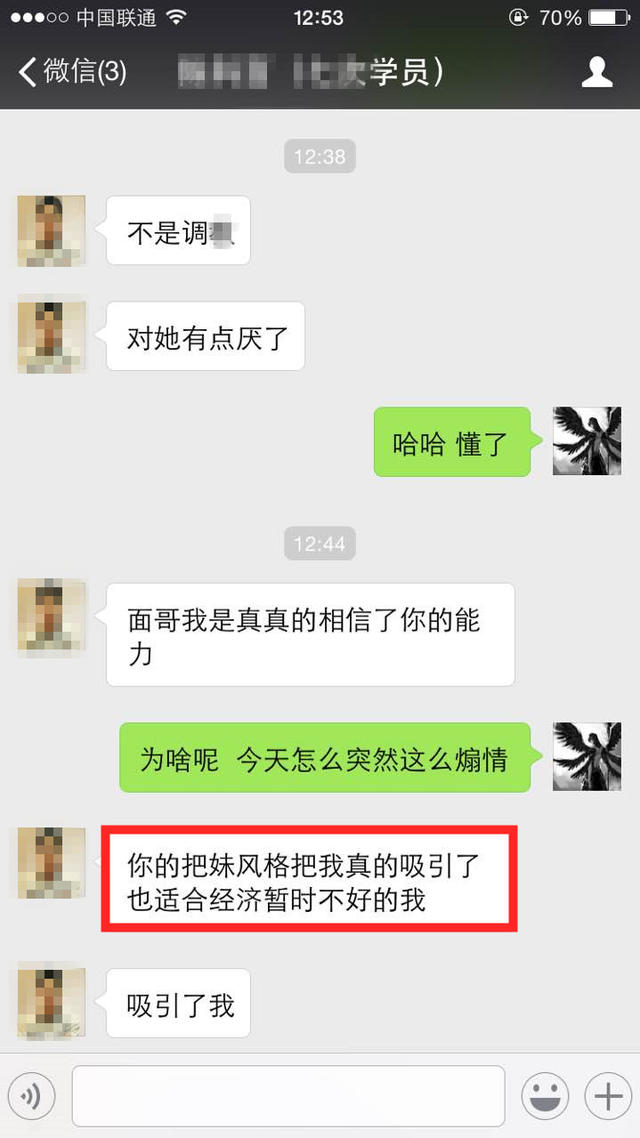 中国联通
12:53
70%
微信(3)
学员）
12:38
不是调
对她有点厌了
哈哈 懂了
12:44
面哥我是真真的相信了你的能
力
为啥呢 今天怎么突然这么煽情
你的把妹风格把我真的吸引了
也适合经济暂时不好的我
吸引了我